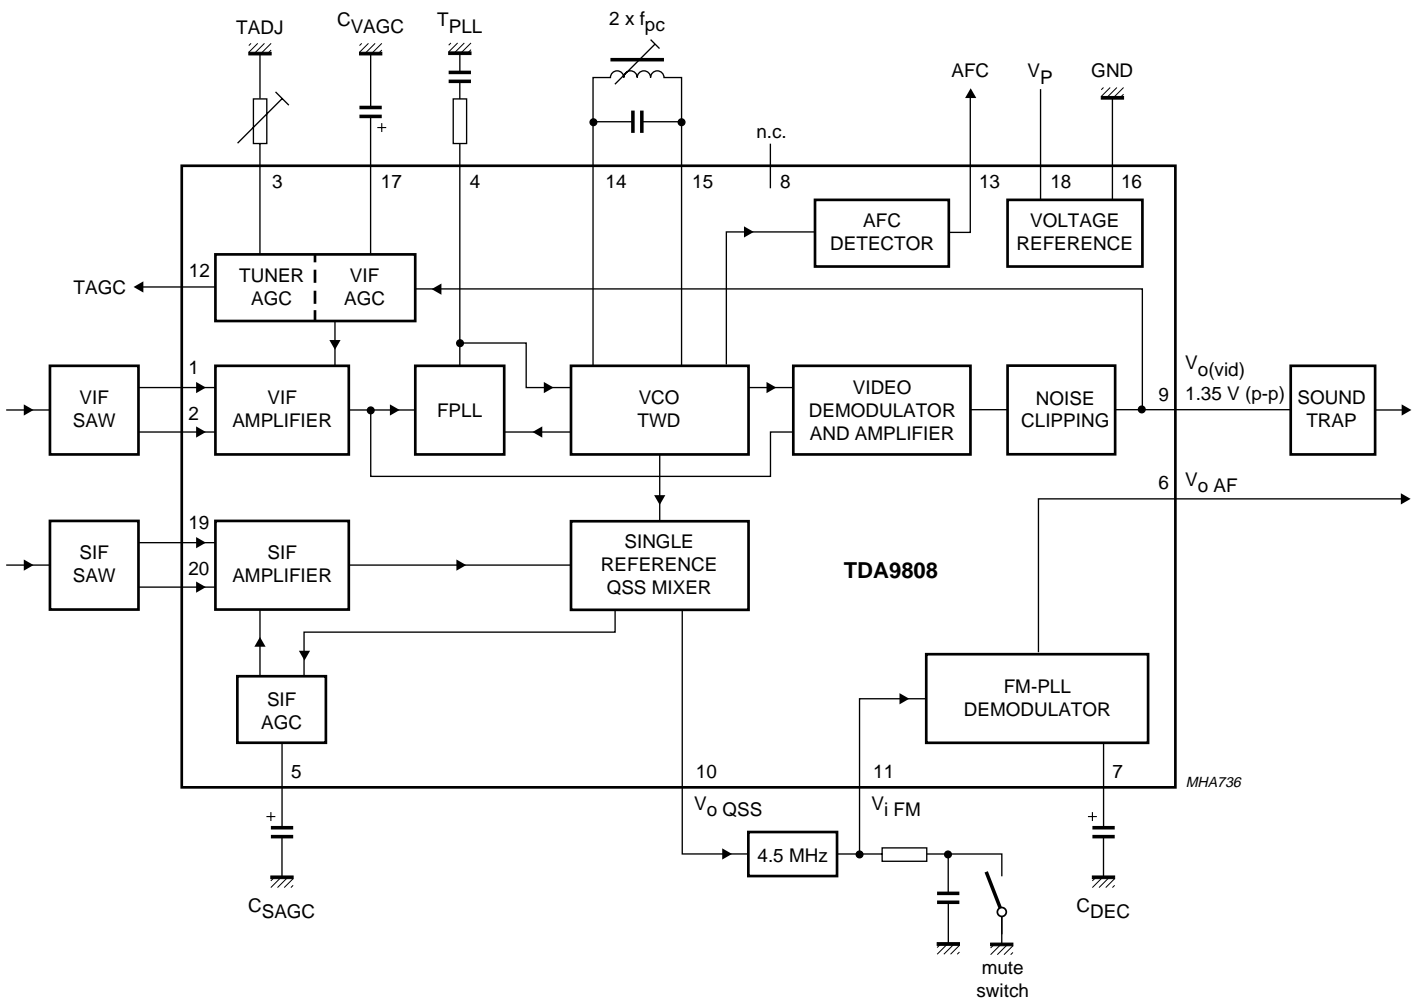 TADJ
CVAGC
TPLL
2 x fpc
AFC
VP
GND
n.c.
3
17
4
14
15
8
13
18
16
AFC
DETECTOR
VOLTAGE
REFERENCE
12
TAGC
TUNER
AGC
VIF
AGC
1
2
VIF
SAW
VIF
AMPLIFIER
FPLL
VCO
TWD
VIDEO
DEMODULATOR
AND AMPLIFIER
NOISE
CLIPPING
9
Vo(vid)
1.35 V (p-p)
SOUND
TRAP
6
Vo AF
19
20
SIF
SAW
SIF
AMPLIFIER
SINGLE
REFERENCE
QSS MIXER
TDA9808
SIF
AGC
FM-PLL
DEMODULATOR
5
10
11
7
MHA736
Vo QSS
Vi FM
+
+
+
4.5 MHz
CSAGC
CDEC
mute
switch